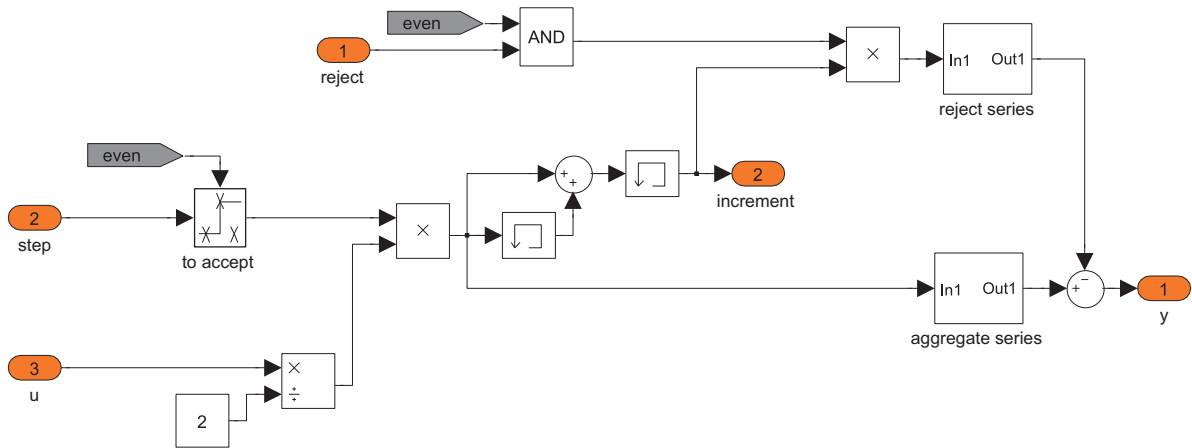 even
AND
1
reject
×
In1 Out1
reject series
even
2
step
to accept
×
+
+
2
increment
In1 Out1
aggregate series
+
−
1
y
3
u
×
÷
2